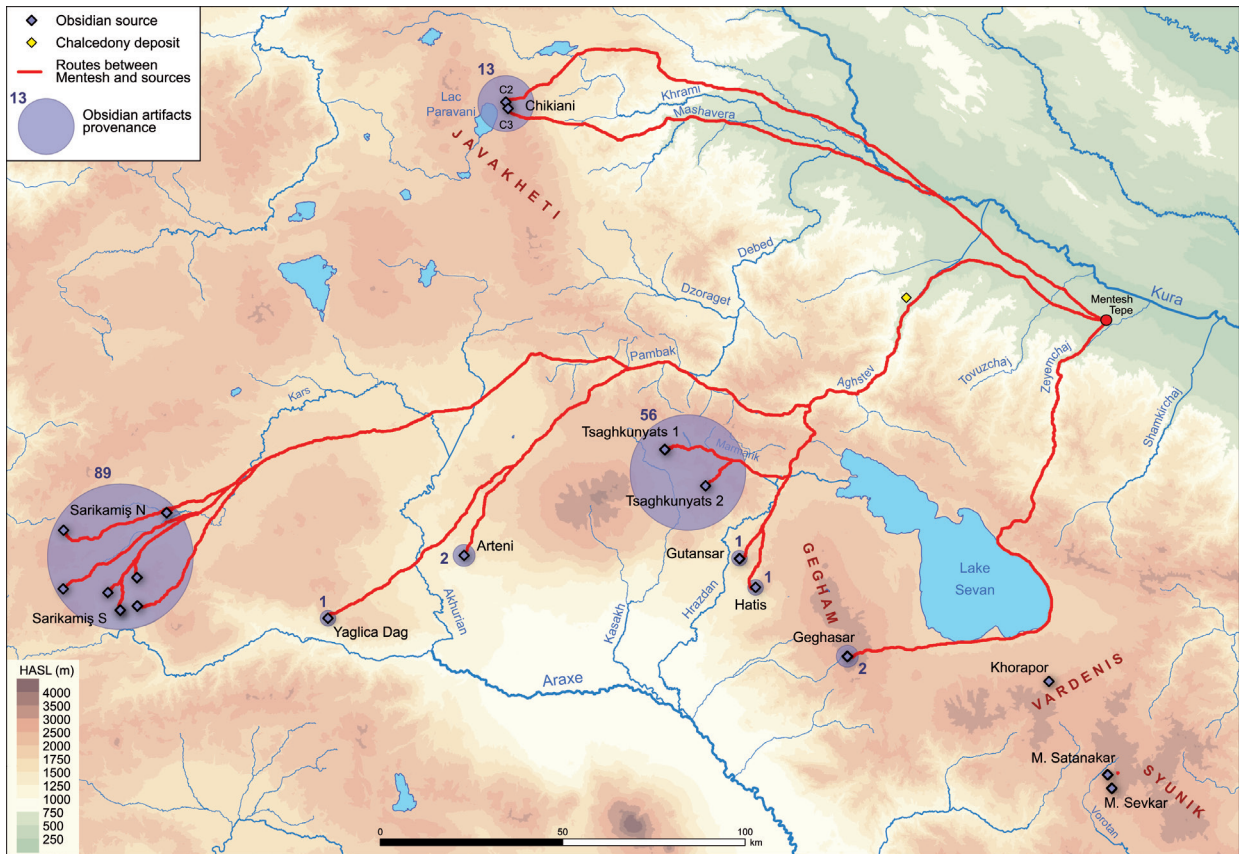 Obsidian source
Chalcedony deposit
Routes between
Mentesh and sources
13
Obsidian artifacts
provenance
13
C2
Chikiani
C3
Lac
Paravani
JAVAKHETI
Khrami
Mashavera
Debed
Dzoraget
Kura
Mentesh
Tepe
Pambak
Aghstev
Tovuzchaj
Zeyemchaj
Shamkirchaj
Kars
56
Tsaghkunyats 1
Marmarik
Tsaghkunyats 2
89
Sarikamiş N
Sarikamiş S
2
Arteni
1
Yaglica Dag
Akhurian
Kasakh
Hrazdan
1
Gutansar
1
Hatis
GEGHAM
Lake
Sevan
Geghasar
2
Khorapor
VARDENIS
M. Satanakar
M. Sevkar
SYUNIK
Vorotan
Araxe
HASL (m)
4000
3500
3000
2500
2000
1750
1500
1250
1000
750
500
250
0
50
100
km